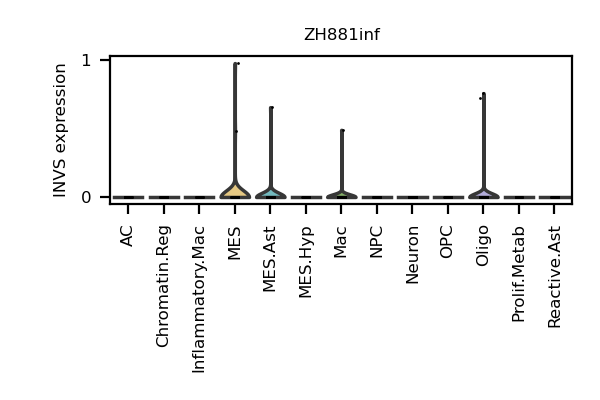 ZH881inf
INVS expression
1
0
AC
Chromatin.Reg
Inflammatory.Mac
MES
MES.Ast
MES.Hyp
Mac
NPC
Neuron
OPC
Oligo
Prolif.Metab
Reactive.Ast